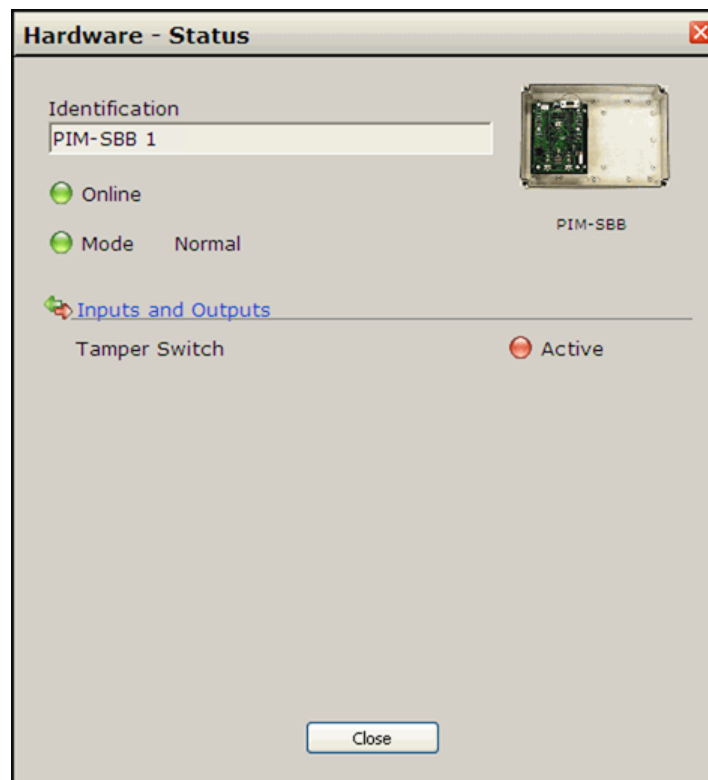 Hardware - Status
Identification
PIM-SBB 1
PIM-SBB
Online
Mode Normal
Inputs and Outputs
Tamper Switch Active
Close